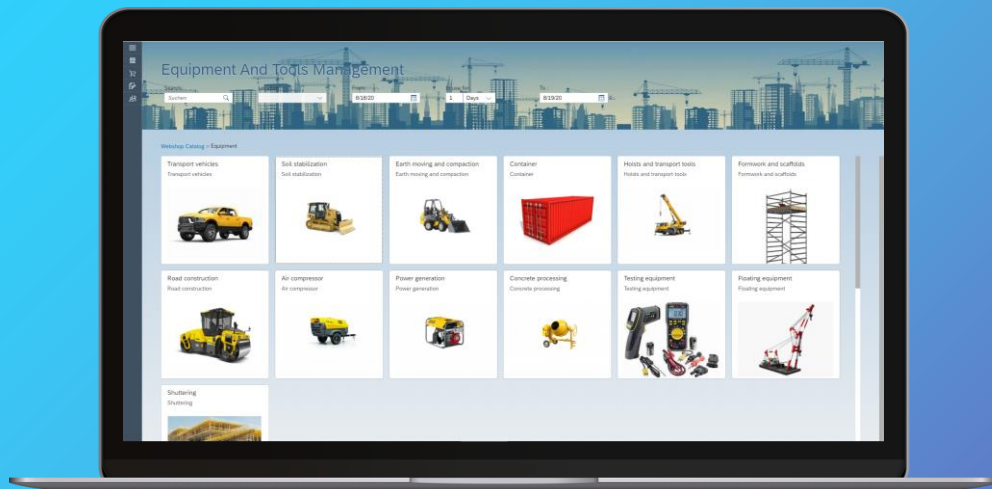 Equipment And Tools Management
Search:
From:
To:
Suchen
8/18/20
1 Days
8/19/20
Webshop Catalog > Equipment
Transport vehicles
Transport vehicles
Soil stabilization
Soil stabilization
Earth moving and compaction
Earth moving and compaction
Container
Container
Hoists and transport tools
Hoists and transport tools
Formwork and scaffolds
Formwork and scaffolds
Road construction
Road construction
Air compressor
Air compressor
Power generation
Power generation
Concrete processing
Concrete processing
Testing equipment
Testing equipment
Floating equipment
Floating equipment
Shuttering
Shuttering